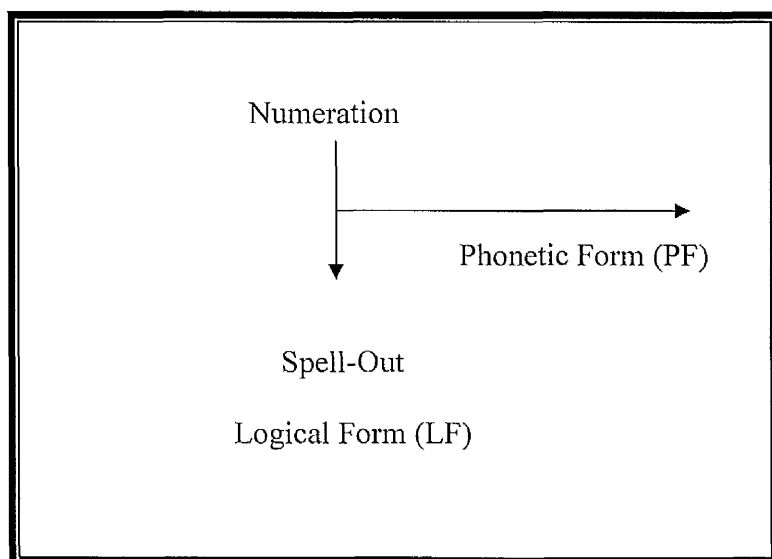 Numeration
Phonetic Form (PF)
Spell-Out
Logical Form (LF)